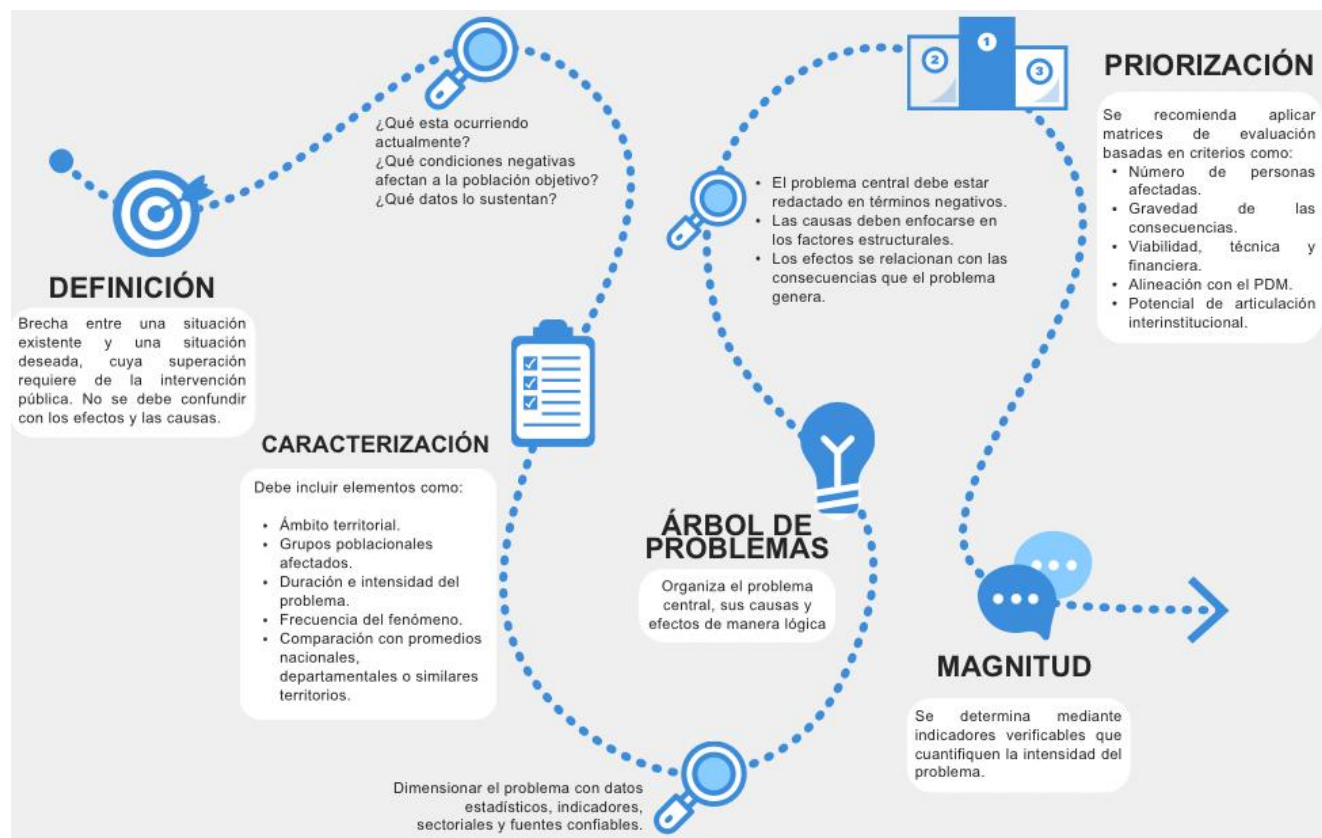 DEFINICIÓN
Brecha entre una situación
existente y una situación
deseada, cuya superación
requiere de la intervención
pública. No se debe confundir
con los efectos y las causas.
¿Qué esta ocurriendo
actualmente?
¿Qué condiciones negativas
afectan a la población objetivo?
¿Qué datos lo sustentan?
CARACTERIZACIÓN
Debe incluir elementos como:
• Ámbito territorial.
• Grupos poblacionales
afectados.
• Duración e intensidad del
problema.
• Frecuencia del fenómeno.
• Comparación con promedios
nacionales,
departamentales o similares
territorios.
Dimensionar el problema con datos
estadísticos, indicadores,
sectoriales y fuentes confiables.
ÁRBOL DE
PROBLEMAS
Organiza el problema
central, sus causas y
efectos de manera lógica
• El problema central debe estar
redactado en términos negativos.
• Las causas deben enfocarse en
los factores estructurales.
• Los efectos se relacionan con las
consecuencias que el problema
genera.
2
1
3
PRIORIZACIÓN
Se recomienda aplicar
matrices de evaluación
basadas en criterios como:
• Número de personas
afectadas.
• Gravedad de las
consecuencias.
• Viabilidad, técnica y
financiera.
• Alineación con el PDM.
• Potencial de articulación
interinstitucional.
MAGNITUD
Se determina mediante
indicadores verificables que
cuantifiquen la intensidad del
problema.